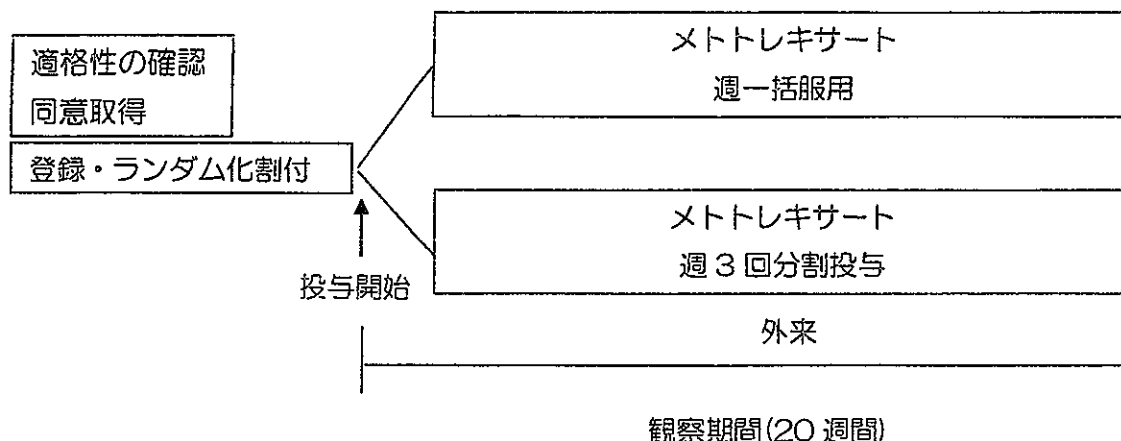 適格性の確認
同意取得
登録・ランダム化割付
メトトレキサート
週一括服用
メトトレキサート
週3回分割投与
投与開始
外来
観察期間(20週間)